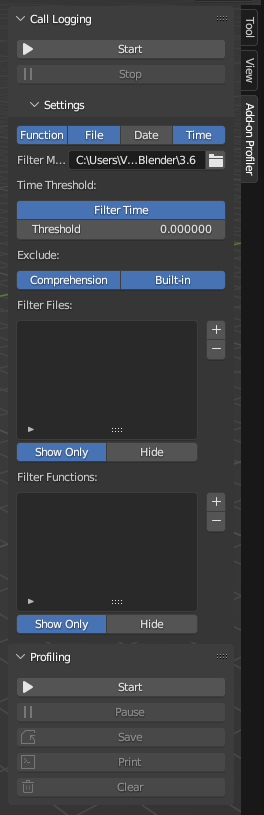 Call Logging
Start
Stop
Settings
Function File Date Time
Filter M... C:\Users\V...Blender\3.6
Time Threshold:
Filter Time
Threshold 0.000000
Exclude:
Comprehension Built-in
Filter Files:
Show Only Hide
Filter Functions:
Show Only Hide
Profiling
Start
Pause
Save
Print
Clear
Tool
View
Add-on Profiler